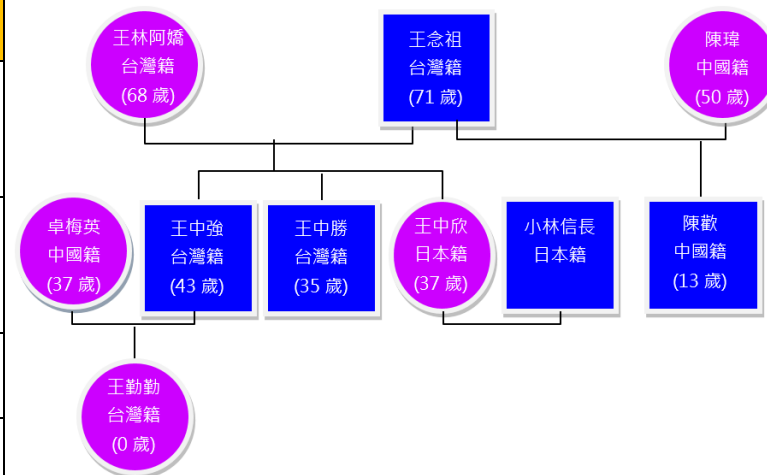 王林阿嬌
台灣籍
(68 歲)
王念祖
台灣籍
(71 歲)
陳瑋
中國籍
(50 歲)
卓梅英
中國籍
(37 歲)
王中強
台灣籍
(43 歲)
王中勝
台灣籍
(35 歲)
王中欣
日本籍
(37 歲)
小林信長
日本籍
陳歡
中國籍
(13 歲)
王勤勤
台灣籍
(0 歲)